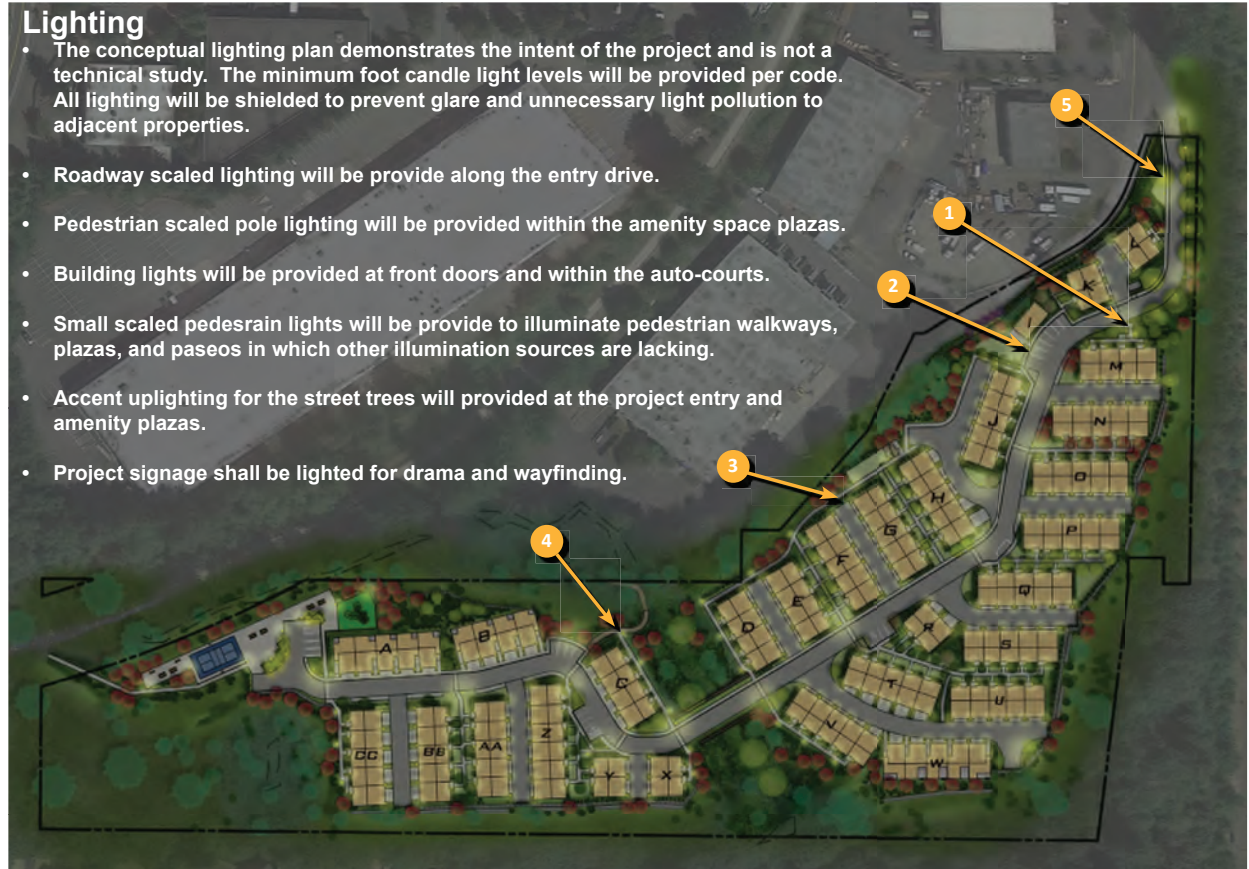 Lighting
• The conceptual lighting plan demonstrates the intent of the project and is not a
technical study. The minimum foot candle light levels will be provided per code.
All lighting will be shielded to prevent glare and unnecessary light pollution to
adjacent properties.
• Roadway scaled lighting will be provide along the entry drive.
• Pedestrian scaled pole lighting will be provided within the amenity space plazas.
• Building lights will be provided at front doors and within the auto-courts.
• Small scaled pedesrain lights will be provide to illuminate pedestrian walkways,
plazas, and paseos in which other illumination sources are lacking.
• Accent uplighting for the street trees will provided at the project entry and
amenity plazas.
• Project signage shall be lighted for drama and wayfinding.
5
1
2
3
4
L
K
I
M
J
N
O
H
P
G
F
Q
E
D
R
S
B
A
C
T
U
V
W
Z
AA
BB
CC
Y
X